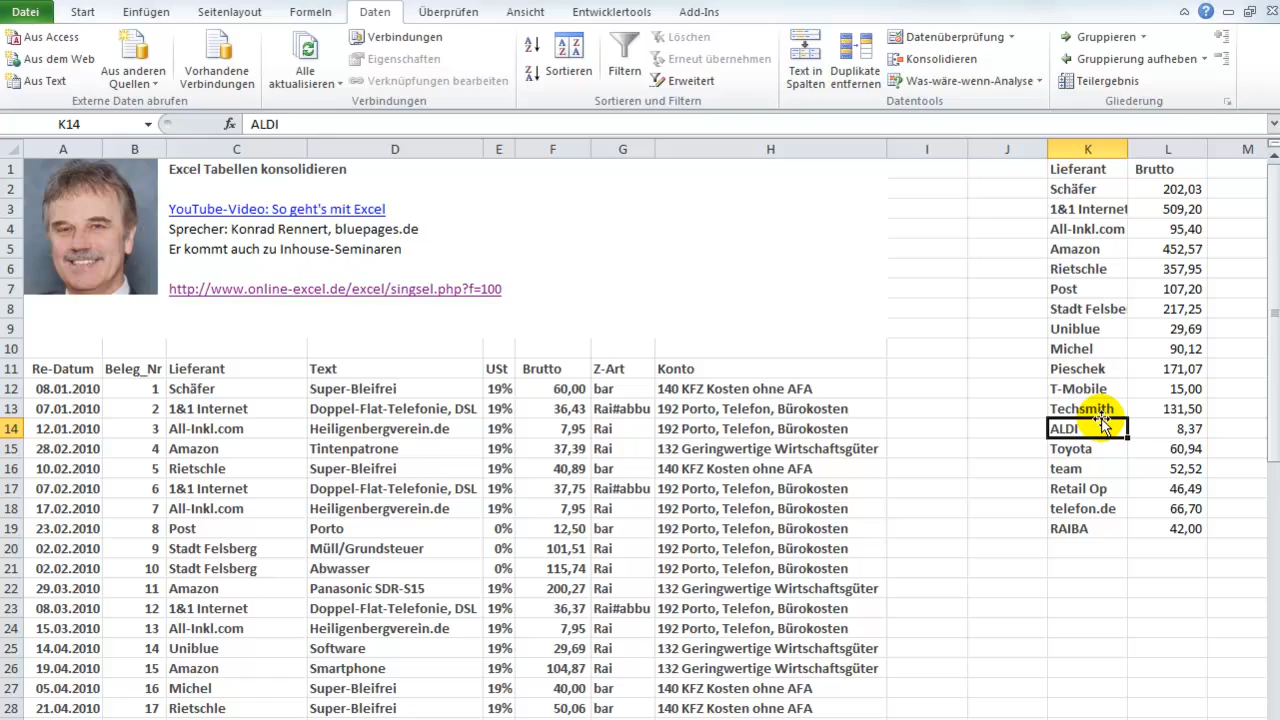 Datei Start Einfügen Seitenlayout Formeln Daten Überprüfen Ansicht Entwicklertools Add-Ins
Aus Access
Aus dem Web
Aus Text
Aus anderen Quellen
Vorhandene Verbindungen
Externe Daten abrufen
Alle aktualisieren
Verbindungen
Eigenschaften
Verknüpfungen bearbeiten
Verbindungen
Sortieren
Filtern
Löschen
Erneut übernehmen
Erweitert
Sortieren und Filtern
Text in Spalten
Duplikate entfernen
Datenüberprüfung
Konsolidieren
Was-wäre-wenn-Analyse
Datentools
Gruppieren
Gruppierung aufheben
Teilergebnis
Gliederung
K14 fx ALDI
A B C D E F G H I J K L M
1 Excel Tabellen konsolidieren Lieferant Brutto
2 Schäfer 202,03
3 YouTube-Video: So geht's mit Excel 1&1 Internet 509,20
4 Sprecher: Konrad Rennert, bluepages.de All-Inkl.com 95,40
5 Er kommt auch zu Inhouse-Seminaren Amazon 452,57
6 Rietschle 357,95
7 http://www.online-excel.de/excel/singsel.php?f=100 Post 107,20
8 Stadt Felsbe 217,25
9 Uniblue 29,69
10 Michel 90,12
11 Re-Datum Beleg_Nr Lieferant Text USt Brutto Z-Art Konto Pieschek 171,07
12 08.01.2010 1 Schäfer Super-Bleifrei 19% 60,00 bar 140 KFZ Kosten ohne AFA T-Mobile 15,00
13 07.01.2010 2 1&1 Internet Doppel-Flat-Telefonie, DSL 19% 36,43 Rai#abbu 192 Porto, Telefon, Bürokosten Techsmith 131,50
14 12.01.2010 3 All-Inkl.com Heiligenbergverein.de 19% 7,95 Rai 192 Porto, Telefon, Bürokosten ALDI 8,37
15 28.02.2010 4 Amazon Tintenpatrone 19% 37,39 Rai 132 Geringwertige Wirtschaftsgüter Toyota 60,94
16 10.02.2010 5 Rietschle Super-Bleifrei 19% 40,89 bar 140 KFZ Kosten ohne AFA team 52,52
17 07.02.2010 6 1&1 Internet Doppel-Flat-Telefonie, DSL 19% 37,75 Rai#abbu 192 Porto, Telefon, Bürokosten Retail Op 46,49
18 17.02.2010 7 All-Inkl.com Heiligenbergverein.de 19% 7,95 Rai 192 Porto, Telefon, Bürokosten telefon.de 66,70
19 23.02.2010 8 Post Porto 0% 12,50 bar 192 Porto, Telefon, Bürokosten RAIBA 42,00
20 02.02.2010 9 Stadt Felsberg Müll/Grundsteuer 0% 101,51 Rai 192 Porto, Telefon, Bürokosten
21 02.02.2010 10 Stadt Felsberg Abwasser 0% 115,74 Rai 192 Porto, Telefon, Bürokosten
22 29.03.2010 11 Amazon Panasonic SDR-S15 19% 200,27 Rai 132 Geringwertige Wirtschaftsgüter
23 08.03.2010 12 1&1 Internet Doppel-Flat-Telefonie, DSL 19% 36,37 Rai#abbu 192 Porto, Telefon, Bürokosten
24 15.03.2010 13 All-Inkl.com Heiligenbergverein.de 19% 7,95 Rai 192 Porto, Telefon, Bürokosten
25 14.04.2010 14 Uniblue Software 19% 29,69 Rai 132 Geringwertige Wirtschaftsgüter
26 19.04.2010 15 Amazon Smartphone 19% 104,87 Rai 132 Geringwertige Wirtschaftsgüter
27 05.04.2010 16 Michel Super-Bleifrei 19% 40,00 bar 140 KFZ Kosten ohne AFA
28 21.04.2010 17 Rietschle Super-Bleifrei 19% 50,06 bar 140 KFZ Kosten ohne AFA